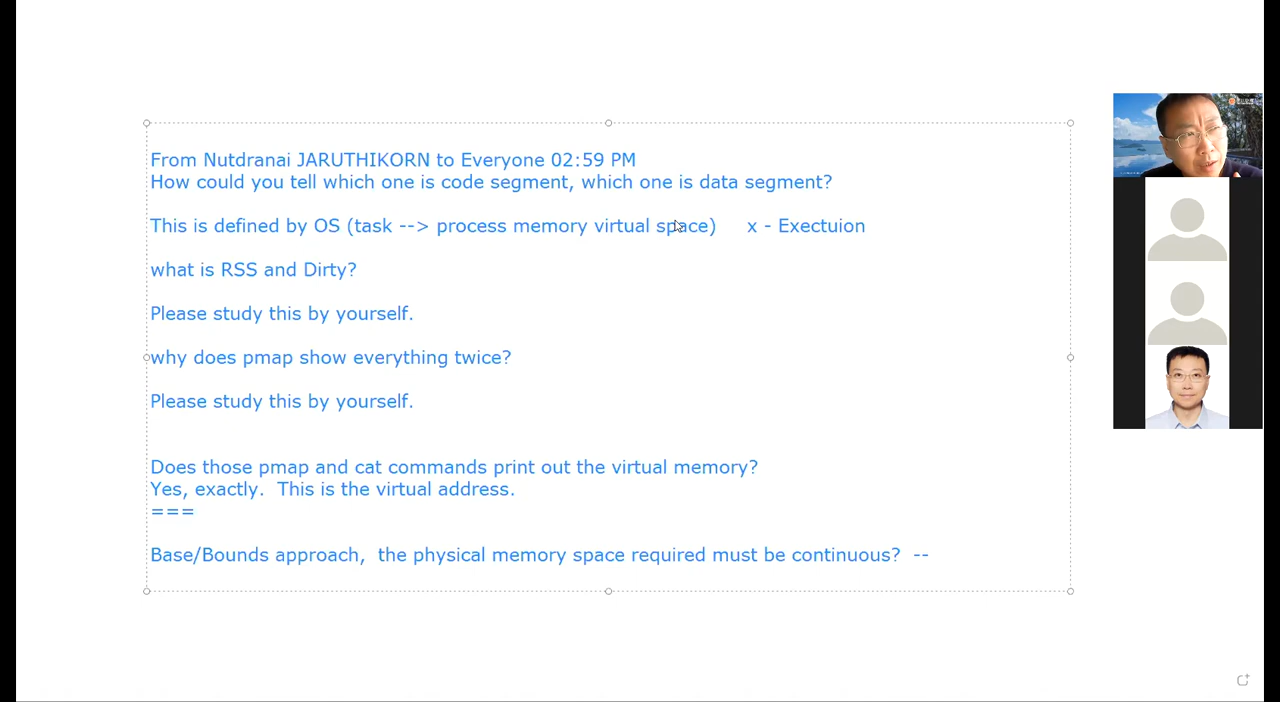 From Nutdranai JARUTHIKORN to Everyone 02:59 PM
How could you tell which one is code segment, which one is data segment?
This is defined by OS (task --> process memory virtual space)     x - Exectuion
what is RSS and Dirty?
Please study this by yourself.
why does pmap show everything twice?
Please study this by yourself.
Does those pmap and cat commands print out the virtual memory?
Yes, exactly.  This is the virtual address.
===
Base/Bounds approach,  the physical memory space required must be continuous?  --